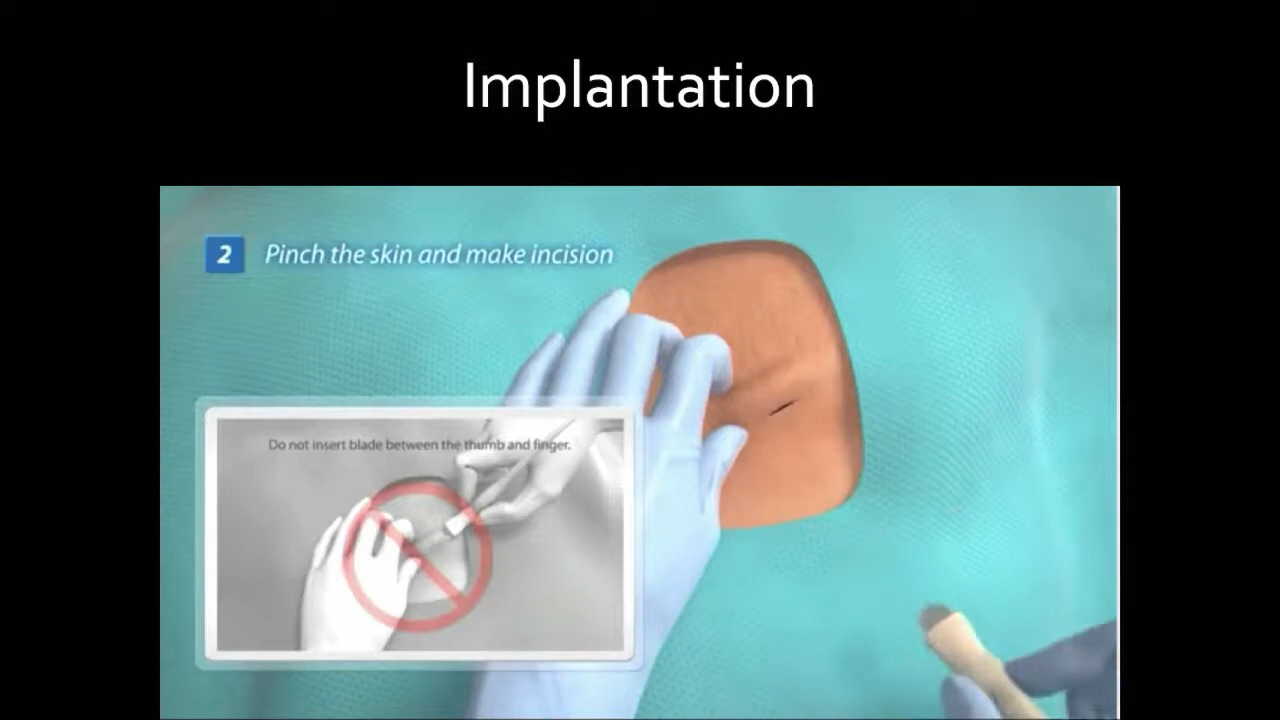 Implantation
2 Pinch the skin and make incision
Do not insert blade between the thumb and finger.